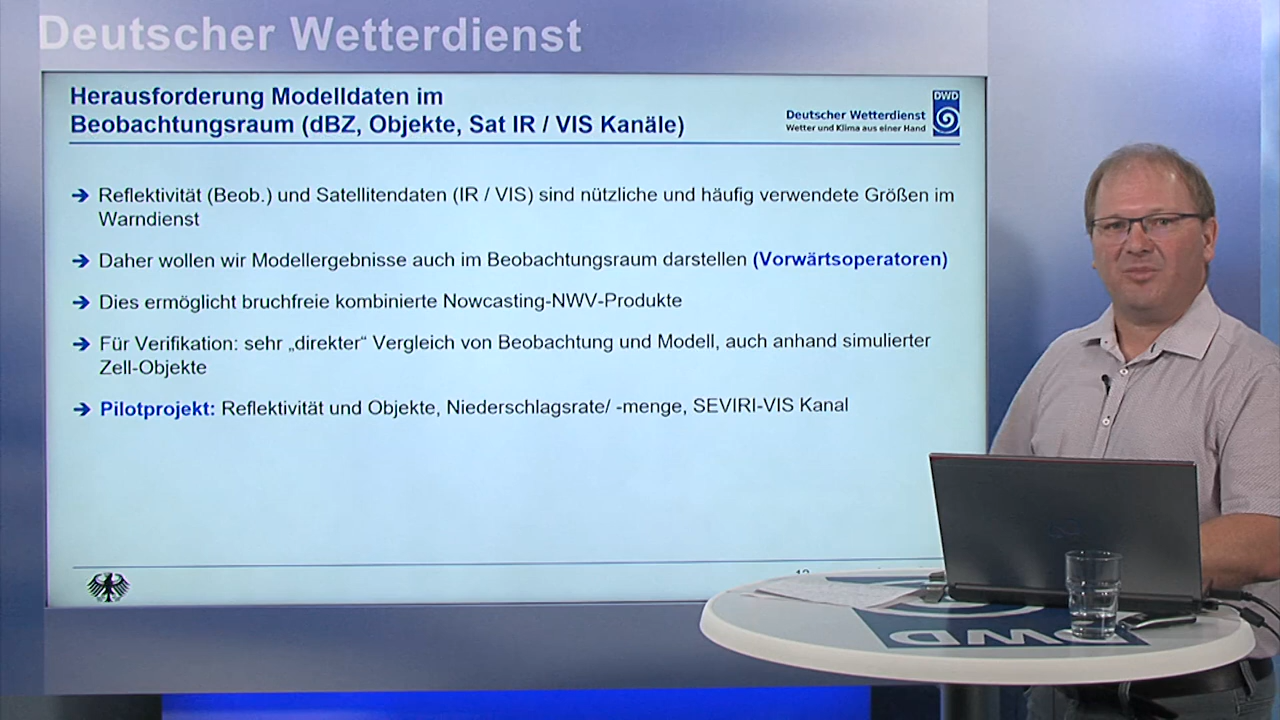 Deutscher Wetterdienst
Herausforderung Modelldaten im
Beobachtungsraum (dBZ, Objekte, Sat IR / VIS Kanäle)
DWD
Deutscher Wetterdienst
Wetter und Klima aus einer Hand
➔ Reflektivität (Beob.) und Satellitendaten (IR / VIS) sind nützliche und häufig verwendete Größen im
Warndienst
➔ Daher wollen wir Modellergebnisse auch im Beobachtungsraum darstellen (Vorwärtsoperatoren)
➔ Dies ermöglicht bruchfreie kombinierte Nowcasting-NWV-Produkte
➔ Für Verifikation: sehr „direkter“ Vergleich von Beobachtung und Modell, auch anhand simulierter
Zell-Objekte
➔ Pilotprojekt: Reflektivität und Objekte, Niederschlagsrate/ -menge, SEVIRI-VIS Kanal
DWD